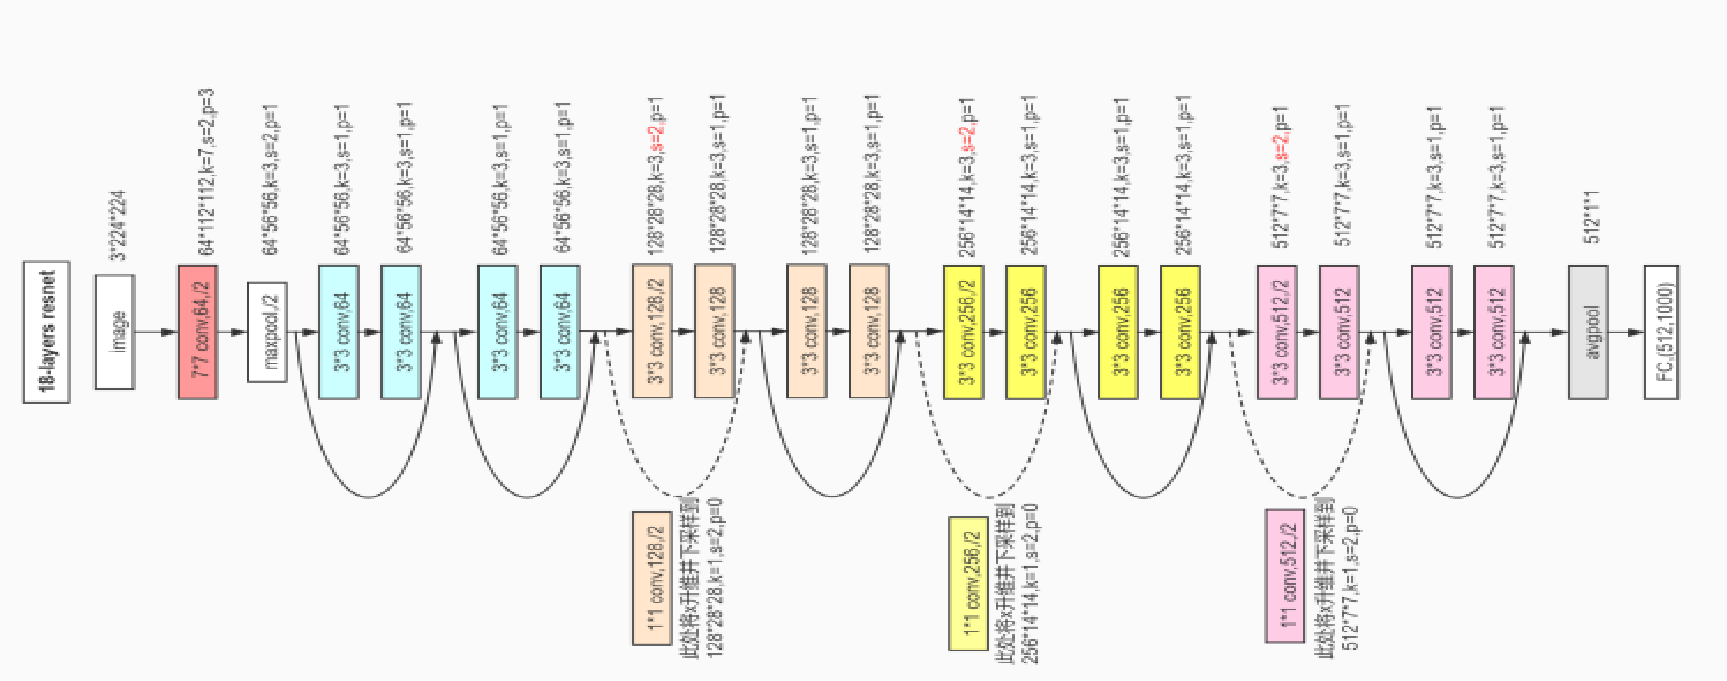 18-layers resnet
image
3*224*224
7*7 conv,64,/2
64*112*112,k=7,s=2,p=3
maxpool,/2
64*56*56,k=3,s=2,p=1
3*3 conv,64
64*56*56,k=3,s=1,p=1
3*3 conv,64
64*56*56,k=3,s=1,p=1
3*3 conv,64
64*56*56,k=3,s=1,p=1
3*3 conv,64
64*56*56,k=3,s=1,p=1
3*3 conv,128,/2
128*28*28,k=3,s=2,p=1
3*3 conv,128
128*28*28,k=3,s=1,p=1
1*1 conv,128,/2
此处将x升维并下采样到
128*28*28,k=1,s=2,p=0
3*3 conv,128
128*28*28,k=3,s=1,p=1
3*3 conv,128
128*28*28,k=3,s=1,p=1
3*3 conv,256,/2
256*14*14,k=3,s=2,p=1
3*3 conv,256
256*14*14,k=3,s=1,p=1
1*1 conv,256,/2
此处将x升维并下采样到
256*14*14,k=1,s=2,p=0
3*3 conv,256
256*14*14,k=3,s=1,p=1
3*3 conv,256
256*14*14,k=3,s=1,p=1
3*3 conv,512,/2
512*7*7,k=3,s=2,p=1
3*3 conv,512
512*7*7,k=3,s=1,p=1
1*1 conv,512,/2
此处将x升维并下采样到
512*7*7,k=1,s=2,p=0
3*3 conv,512
512*7*7,k=3,s=1,p=1
3*3 conv,512
512*7*7,k=3,s=1,p=1
avgpool
512*1*1
FC,(512,1000)